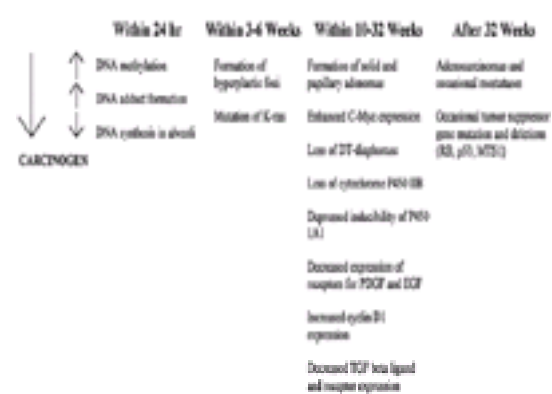 Within 24 hr
DNA methylation
DNA adduct formation
DNA synthesis in alveoli
CARCINOGEN
Within 3-6 Weeks
Formation of
hyperplastic foci
Mutation of K-ras
Within 10-32 Weeks
Formation of solid and
papillary adenomas
Enhanced C-Myc expression
Loss of DT-diaphorase
Loss of cytochrome P450 IIB
Depressed inducibility of P450
1A1
Decreased expression of
receptors for PDGF and EGF
Increased cyclin D1
expression
Decreased TGF beta ligand
and receptor expression
After 32 Weeks
Adenocarcinomas and
occasional metastases
Occasional tumor suppressor
gene mutation and deletions
(RB, p53, MTS1)